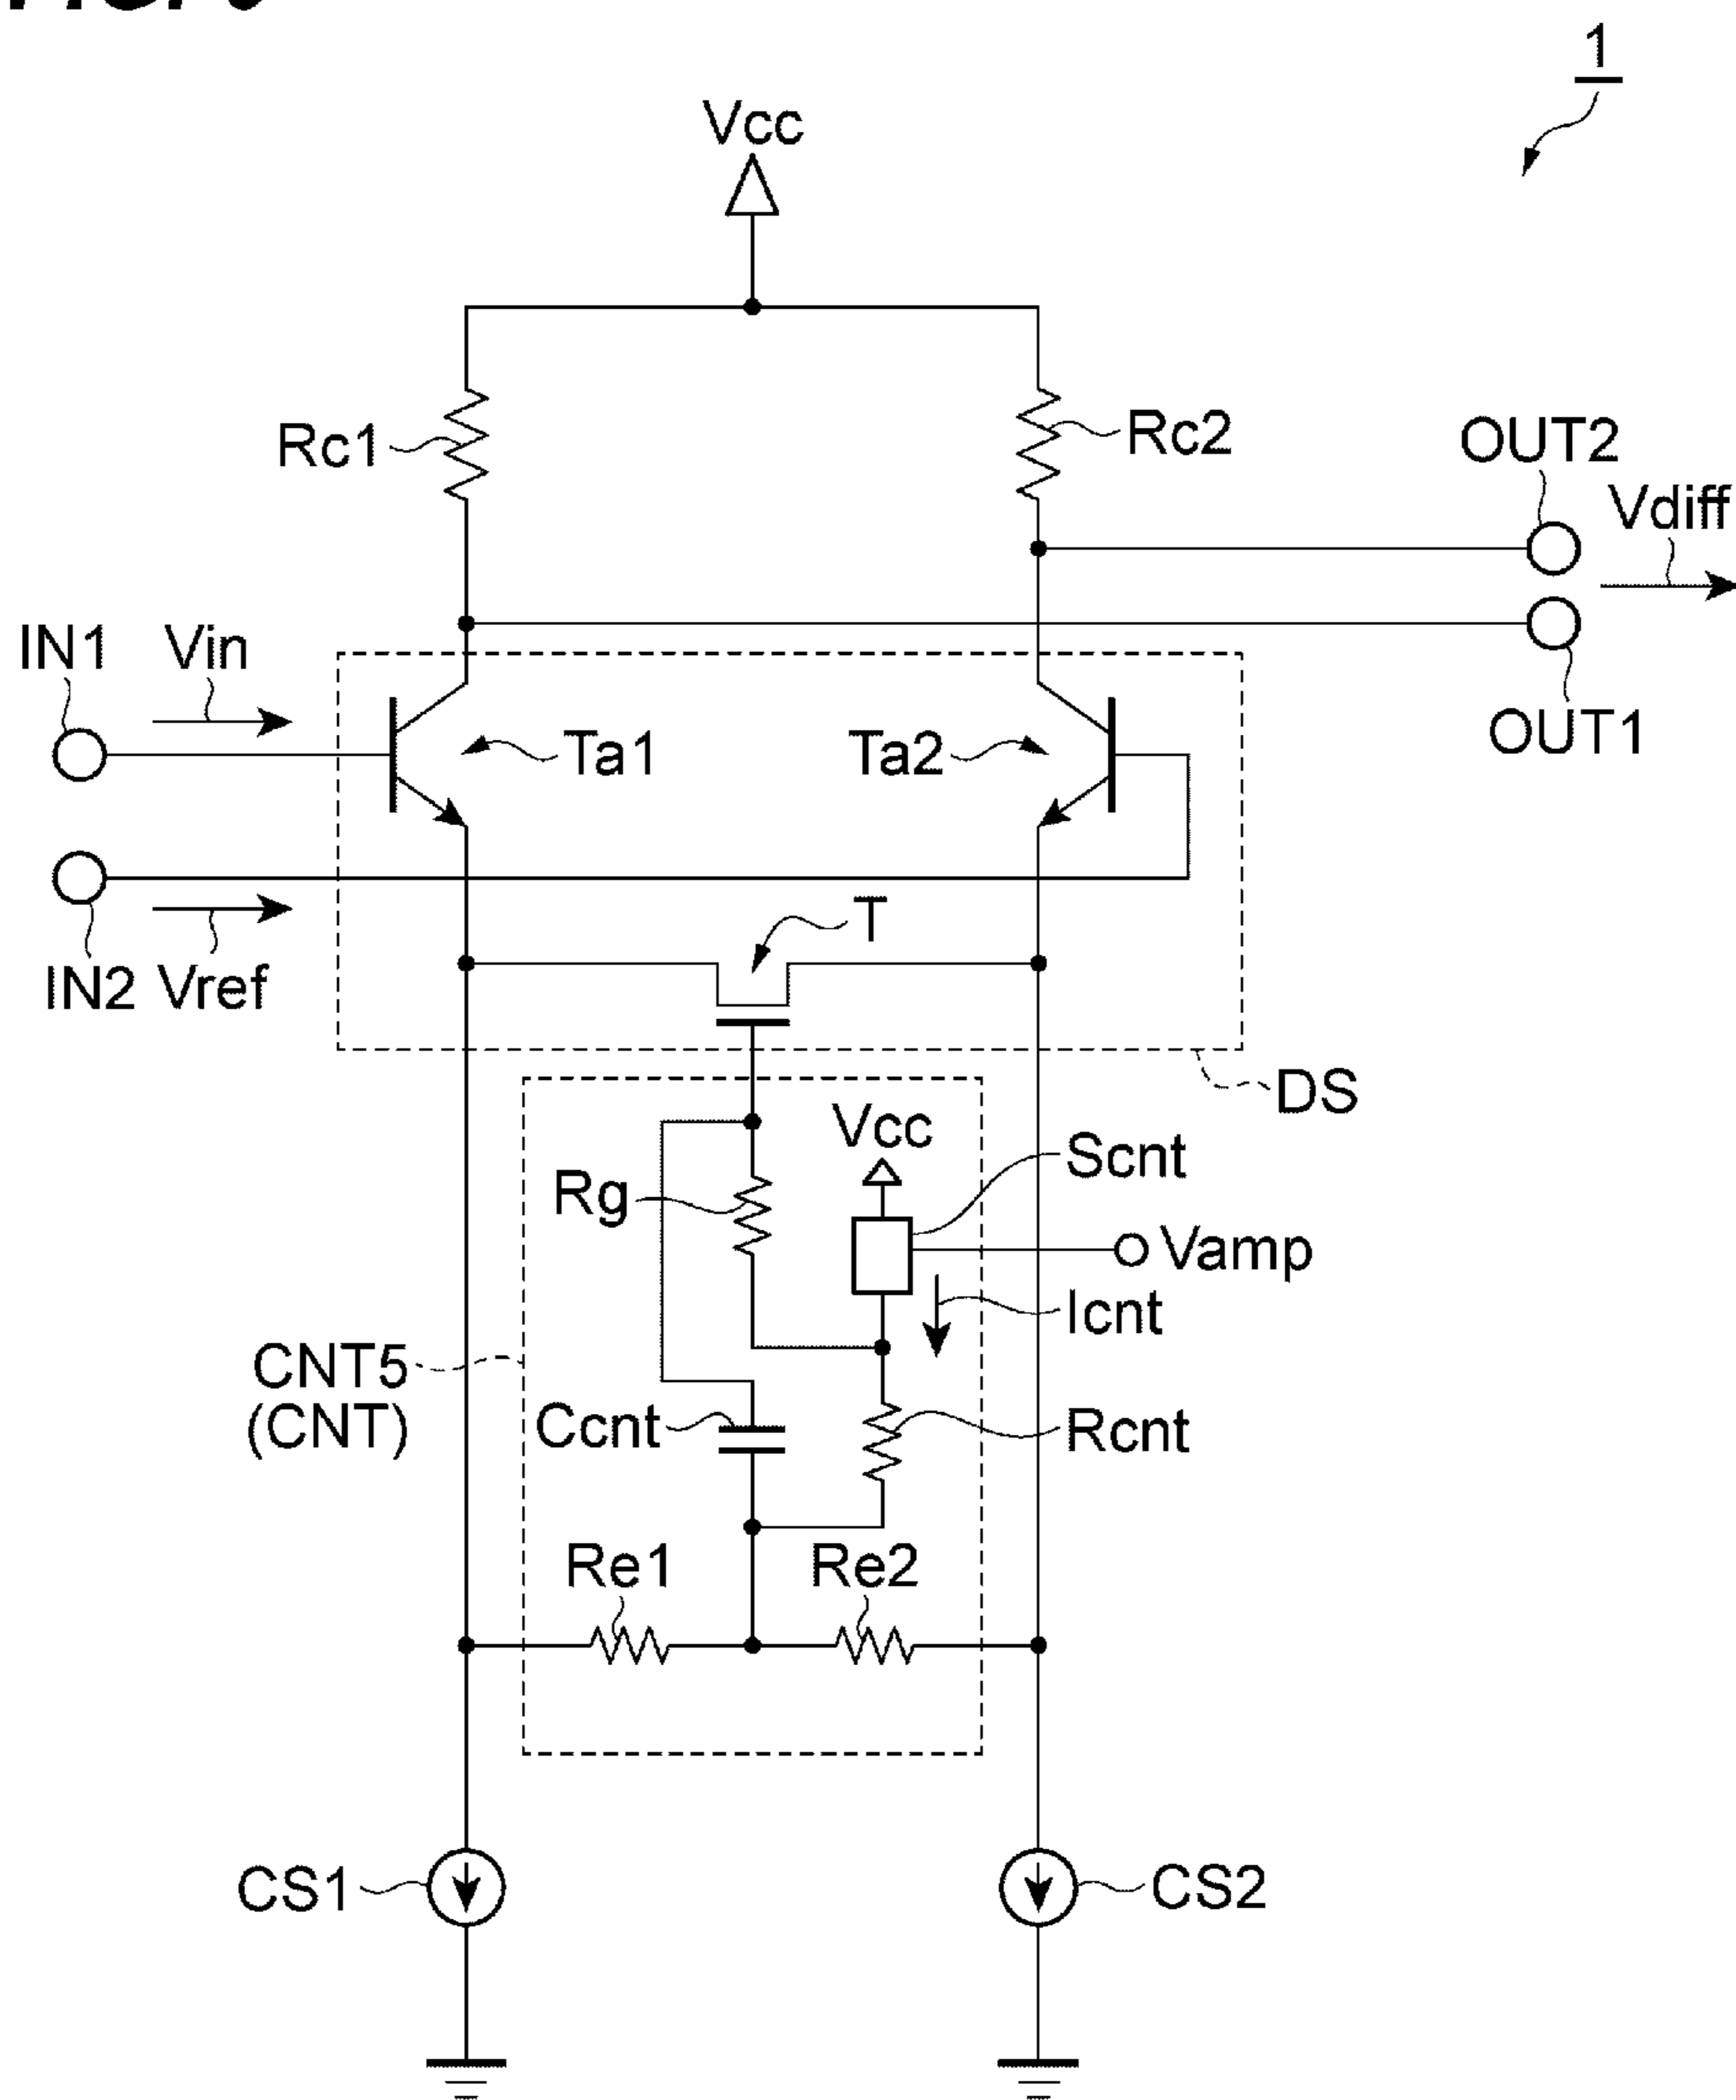 1
Vcc
Rc1
Rc2
OUT2
Vdiff
IN1
Vin
Ta1
Ta2
OUT1
T
IN2
Vref
DS
Vcc
Scnt
Rg
Vamp
Icnt
CNT5
(CNT)
Ccnt
Rcnt
Re1
Re2
CS1
CS2